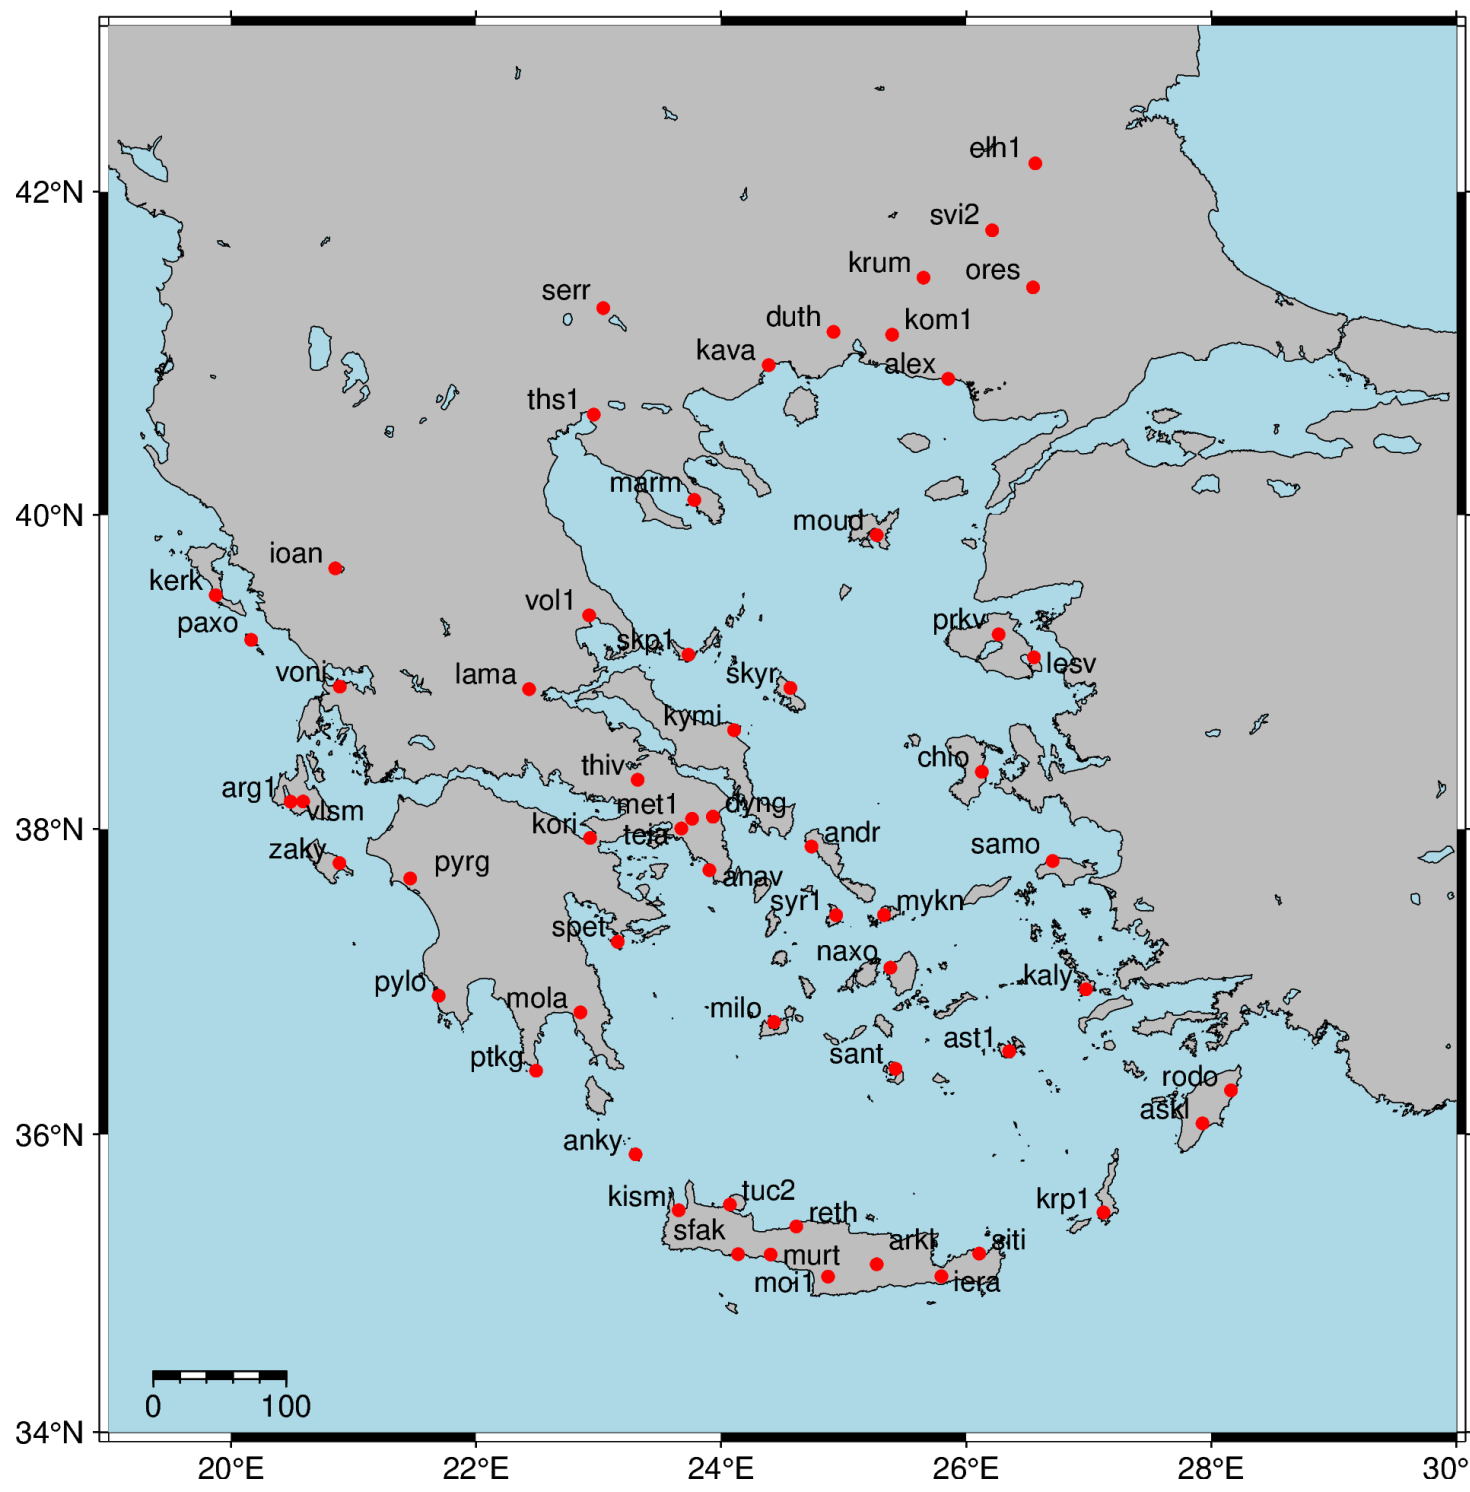 elh1
42°N
svi2
krum
ores
serr
duth
kom1
kava
alex
ths1
marm
40°N
moud
ioan
kerk
vol1
paxo
skp1
prkv
lesv
voni
lama
skyr
kymi
chio
thiv
arg1
vlsm
met1
dyng
38°N
kori
teia
andr
zaky
pyrg
samo
anav
syr1
mykn
spet
naxo
pylo
kaly
mola
milo
ast1
sant
ptkg
rodo
askl
36°N
anky
kism
tuc2
krp1
reth
sfak
arkl
siti
murt
moi1
iera
0
100
34°N
20°E
22°E
24°E
26°E
28°E
30°